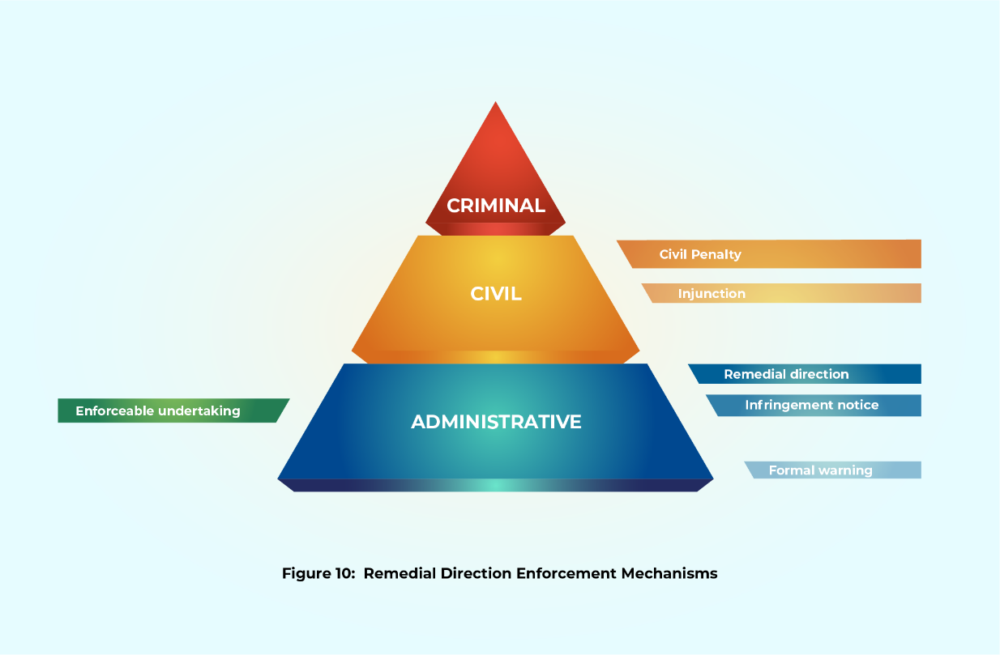 CRIMINAL
CIVIL
Civil Penalty
Injunction
ADMINISTRATIVE
Remedial direction
Infringement notice
Formal warning
Enforceable undertaking
Figure 10: Remedial Direction Enforcement Mechanisms